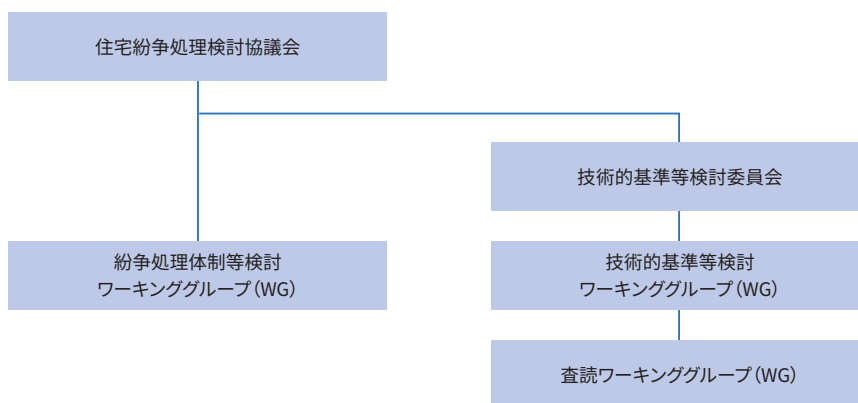 住宅紛争処理検討協議会
技術的基準等検討委員会
紛争処理体制等検討
ワーキンググループ(WG)
技術的基準等検討
ワーキンググループ(WG)
査読ワーキンググループ(WG)